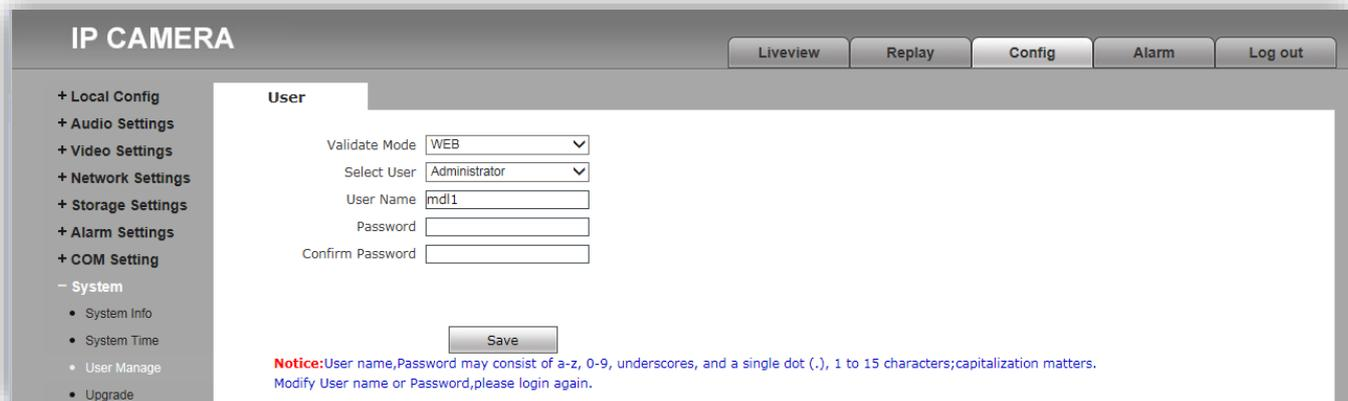 IP CAMERA
Liveview Replay Config Alarm Log out
+ Local Config
+ Audio Settings
+ Video Settings
+ Network Settings
+ Storage Settings
+ Alarm Settings
+ COM Setting
− System
• System Info
• System Time
• User Manage
• Upgrade
User
Validate Mode WEB
Select User Administrator
User Name mdl1
Password
Confirm Password
Save
Notice:User name,Password may consist of a-z, 0-9, underscores, and a single dot (.), 1 to 15 characters;capitalization matters.
Modify User name or Password,please login again.